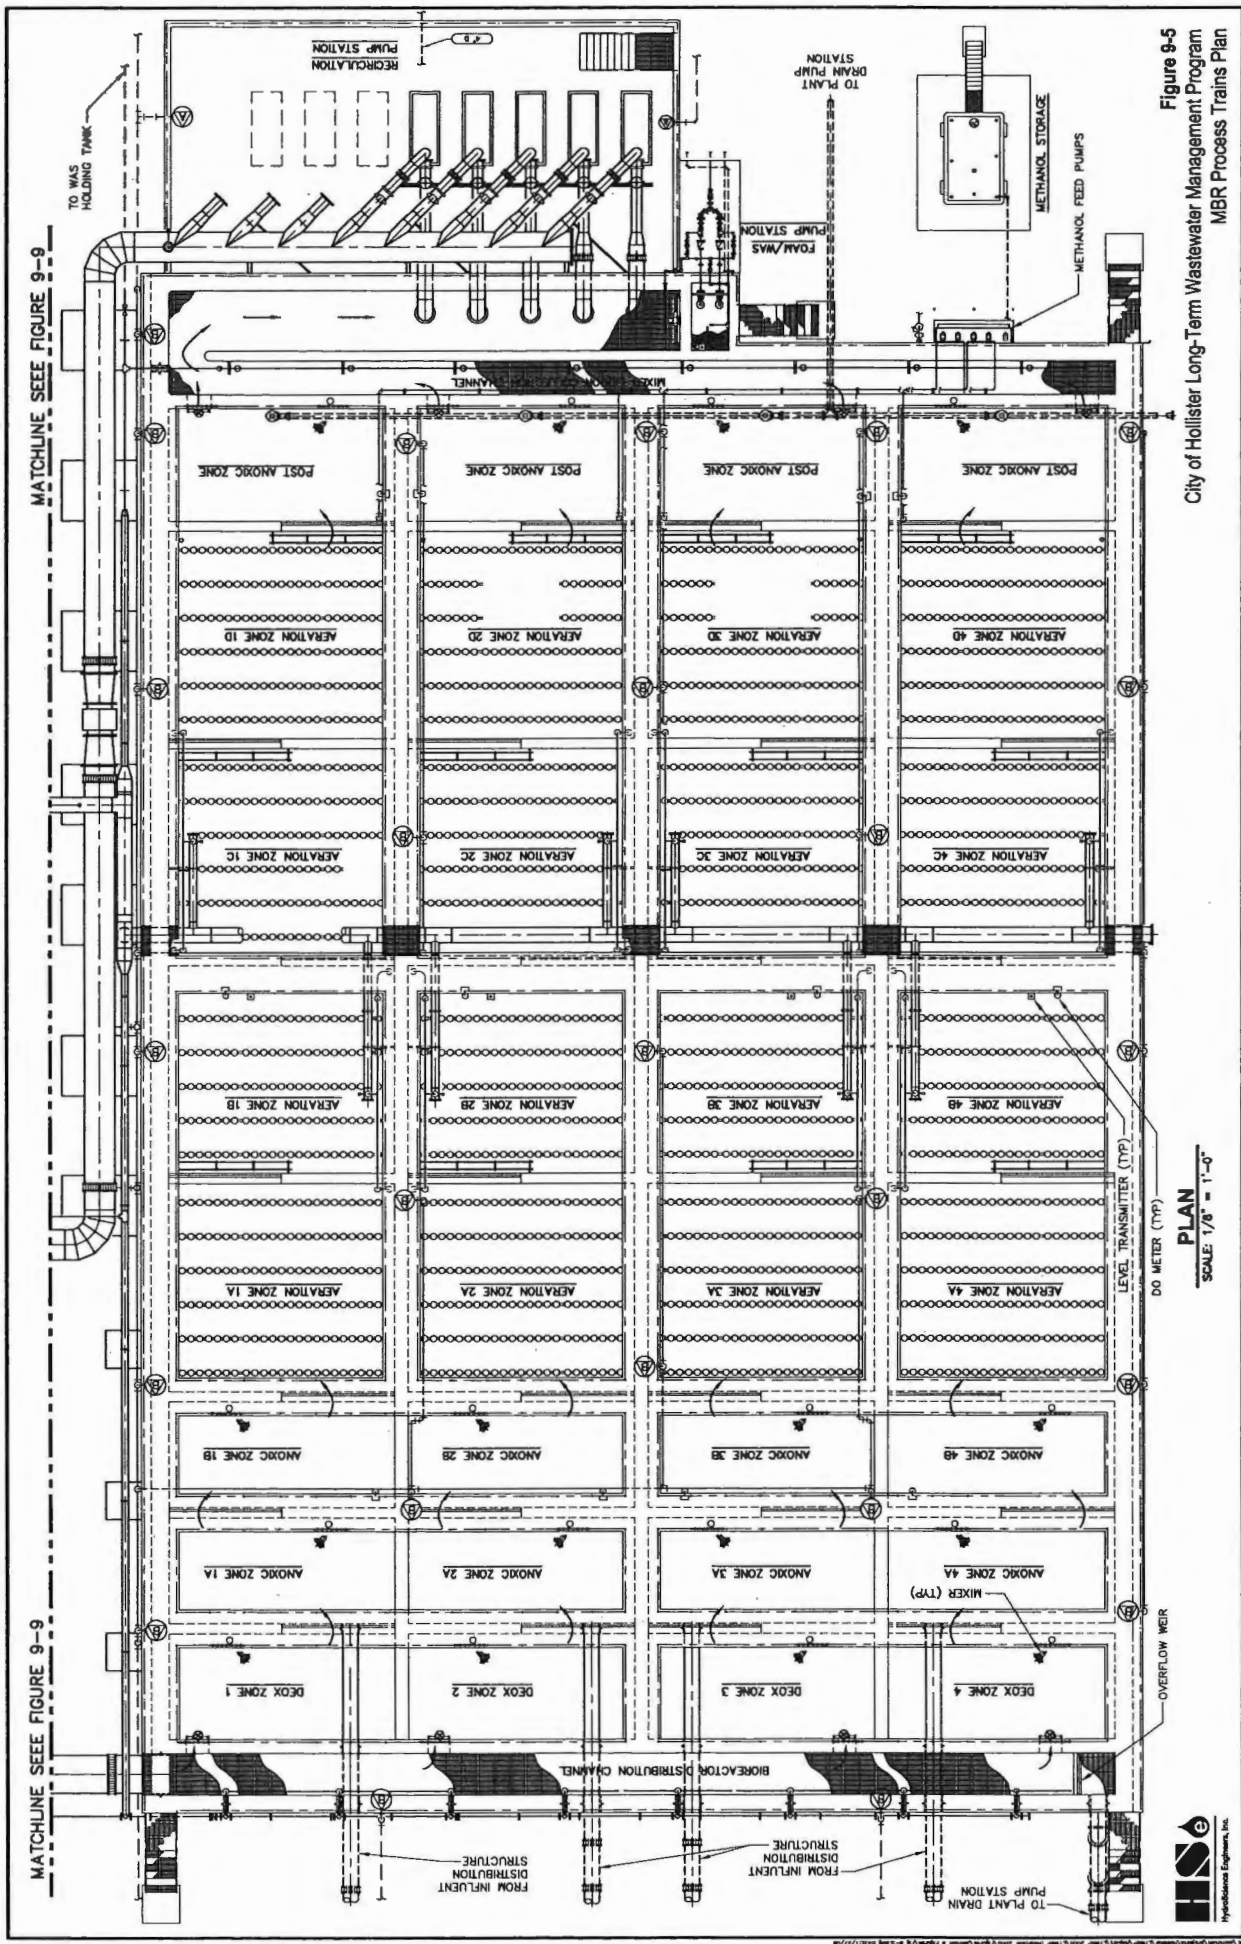 MATCHLINE SEEE FIGURE 9-9
MATCHLINE SEEE FIGURE 9-9
TO WAS
HOLDING TANK
RECIRCULATION
PUMP STATION
4" D
TO PLANT
DRAIN PUMP
STATION
FOAM/WAS
PUMP STATION
METHANOL STORAGE
METHANOL FEED PUMPS
MIXED LIQUOR COLLECTION CHANNEL
POST ANOXIC ZONE
POST ANOXIC ZONE
POST ANOXIC ZONE
POST ANOXIC ZONE
AERATION ZONE 1D
AERATION ZONE 2D
AERATION ZONE 3D
AERATION ZONE 4D
AERATION ZONE 1C
AERATION ZONE 2C
AERATION ZONE 3C
AERATION ZONE 4C
AERATION ZONE 1B
AERATION ZONE 2B
AERATION ZONE 3B
AERATION ZONE 4B
AERATION ZONE 1A
AERATION ZONE 2A
AERATION ZONE 3A
AERATION ZONE 4A
LEVEL TRANSMITTER (TYP)
DO METER (TYP)
ANOXIC ZONE 1B
ANOXIC ZONE 2B
ANOXIC ZONE 3B
ANOXIC ZONE 4B
ANOXIC ZONE 1A
ANOXIC ZONE 2A
ANOXIC ZONE 3A
ANOXIC ZONE 4A
MIXER (TYP)
DEOX ZONE 1
DEOX ZONE 2
DEOX ZONE 3
DEOX ZONE 4
OVERFLOW WEIR
BIOREACTOR DISTRIBUTION CHANNEL
FROM INFLUENT
DISTRIBUTION
STRUCTURE
FROM INFLUENT
DISTRIBUTION
STRUCTURE
TO PLANT DRAIN
PUMP STATION
PLAN
SCALE: 1/8" = 1'-0"
Figure 9-5
City of Hollister Long-Term Wastewater Management Program
MBR Process Trains Plan
HSe
HydroScience Engineers, Inc.